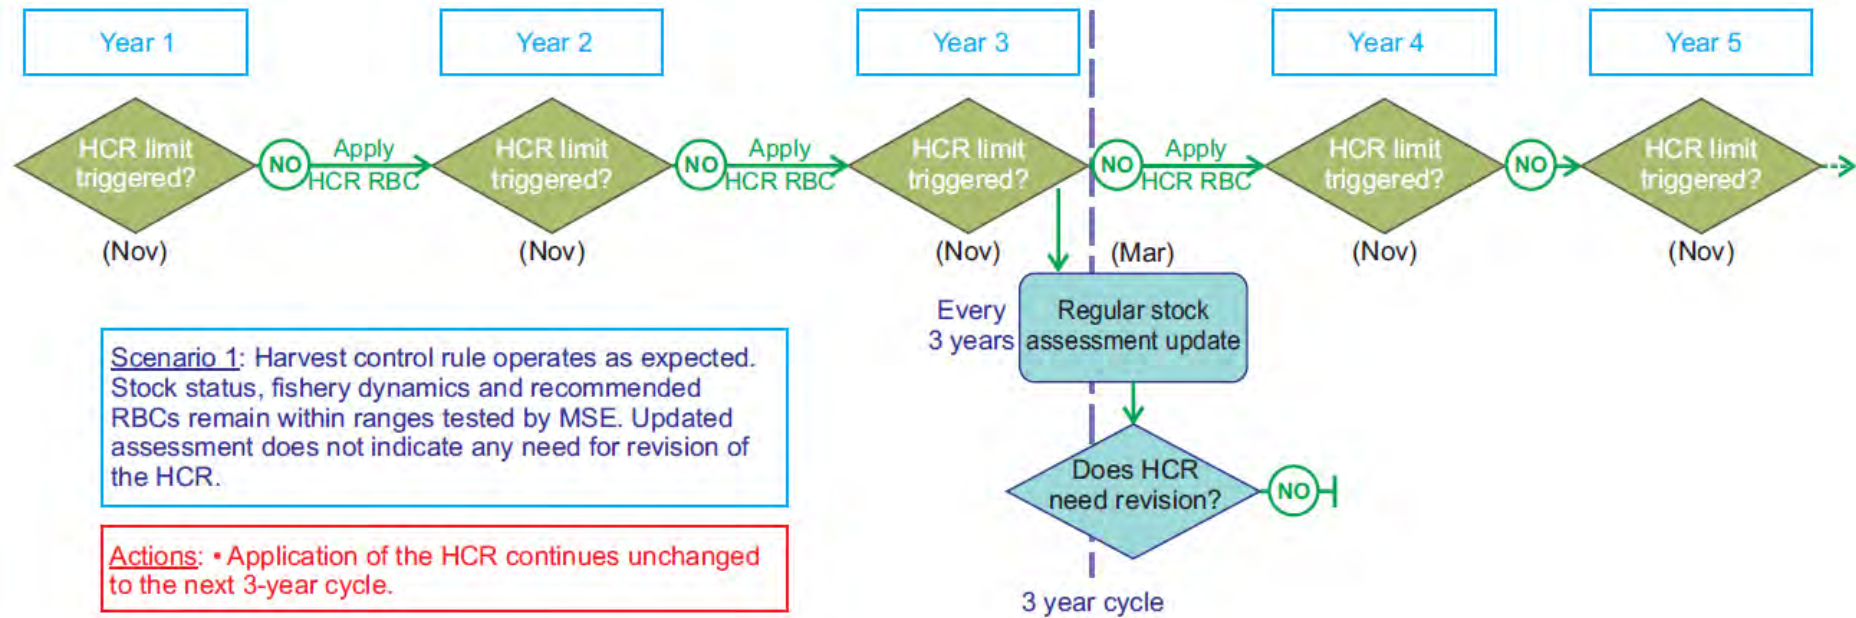 Year 1
Year 2
Year 3
Year 4
Year 5
HCR limit
triggered?
NO
Apply
HCR RBC
HCR limit
triggered?
NO
Apply
HCR RBC
HCR limit
triggered?
NO
Apply
HCR RBC
HCR limit
triggered?
NO
HCR limit
triggered?
(Nov)
(Nov)
(Nov)
(Mar)
(Nov)
(Nov)
Every
3 years
Regular stock
assessment update
Scenario 1: Harvest control rule operates as expected.
Stock status, fishery dynamics and recommended
RBCs remain within ranges tested by MSE. Updated
assessment does not indicate any need for revision of
the HCR.
Does HCR
need revision?
NO
Actions: • Application of the HCR continues unchanged
to the next 3-year cycle.
3 year cycle